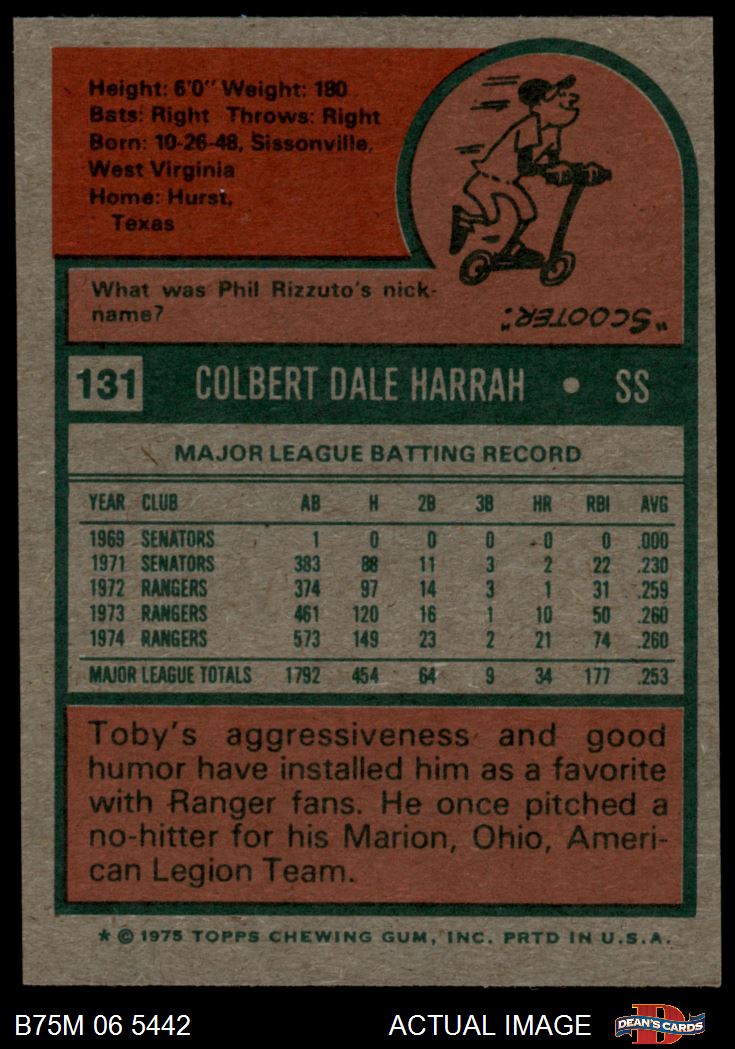 Height: 6'0" Weight: 180
Bats: Right Throws: Right
Born: 10-26-48, Sissonville,
West Virginia
Home: Hurst,
Texas
What was Phil Rizzuto's nick-
name?
"SCOOTER."
131 COLBERT DALE HARRAH • SS
MAJOR LEAGUE BATTING RECORD
YEAR CLUB AB H 2B 3B HR RBI AVG
1969 SENATORS 1 0 0 0 0 0 .000
1971 SENATORS 383 88 11 3 2 22 .230
1972 RANGERS 374 97 14 3 1 31 .259
1973 RANGERS 461 120 16 1 10 50 .260
1974 RANGERS 573 149 23 2 21 74 .260
MAJOR LEAGUE TOTALS 1792 454 64 9 34 177 .253
Toby's aggressiveness and good
humor have installed him as a favorite
with Ranger fans. He once pitched a
no-hitter for his Marion, Ohio, Ameri-
can Legion Team.
* © 1975 TOPPS CHEWING GUM, INC. PRTD IN U.S.A.
B75M 06 5442 ACTUAL IMAGE D DEAN'S CARDS